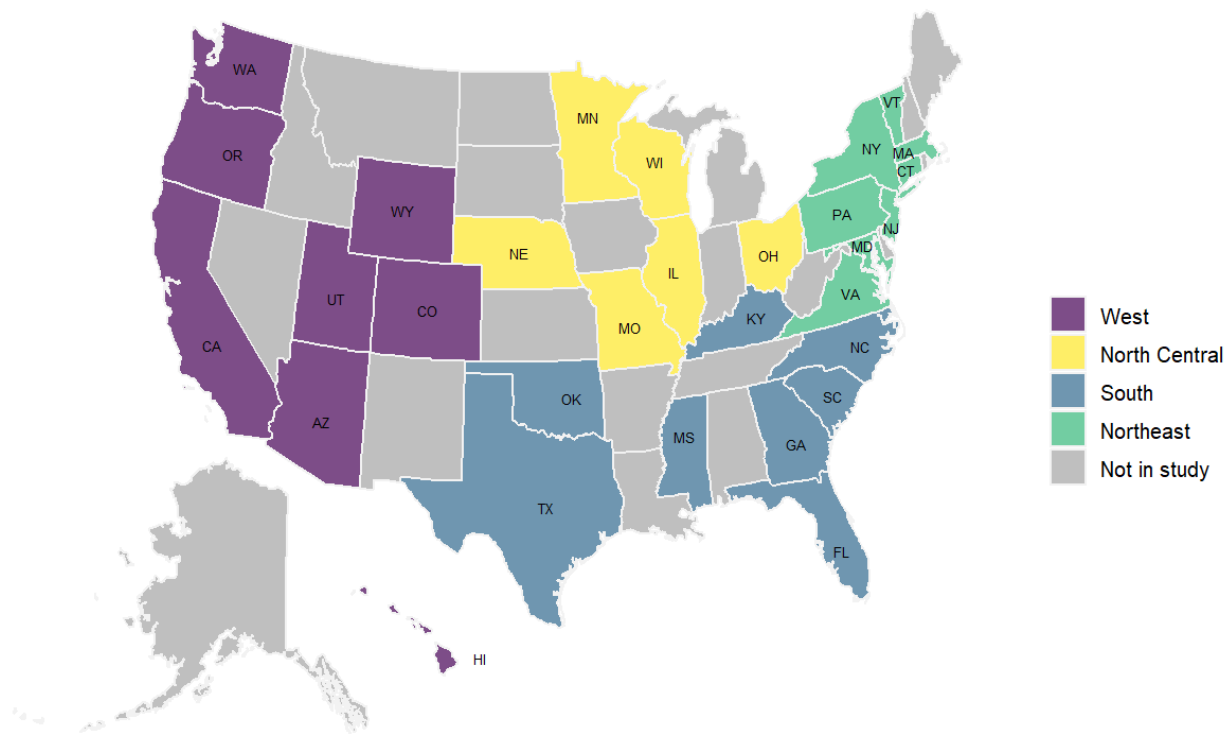 WA
OR
CA
WY
UT
CO
AZ
HI
MN
WI
NE
IL
OH
MO
KY
OK
TX
MS
GA
FL
SC
NC
VT
NY
MA
CT
PA
NJ
MD
VA
West
North Central
South
Northeast
Not in study